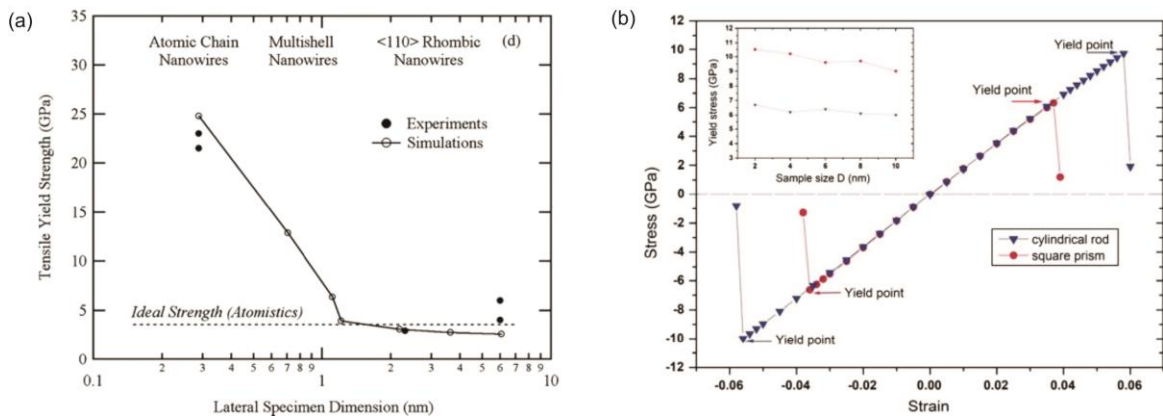 (a)
35
30
25
20
15
10
5
0
Tensile Yield Strength (GPa)
Atomic Chain
Nanowires
Multishell
Nanowires
<110> Rhombic
Nanowires
(d)
Experiments
Simulations
Ideal Strength (Atomistics)
0.1 2 3 4 5 6 7 8 9 1 2 3 4 5 6 7 8 9 10
Lateral Specimen Dimension (nm)
(b)
12
10
8
6
4
2
0
-2
-4
-6
-8
-10
-12
Stress (GPa)
11
10
9
8
7
6
5
4
3
Yield stress (GPa)
2 4 6 8 10
Sample size D (nm)
Yield point
Yield point
Yield point
Yield point
cylindrical rod
square prism
-0.06 -0.04 -0.02 0.00 0.02 0.04 0.06
Strain